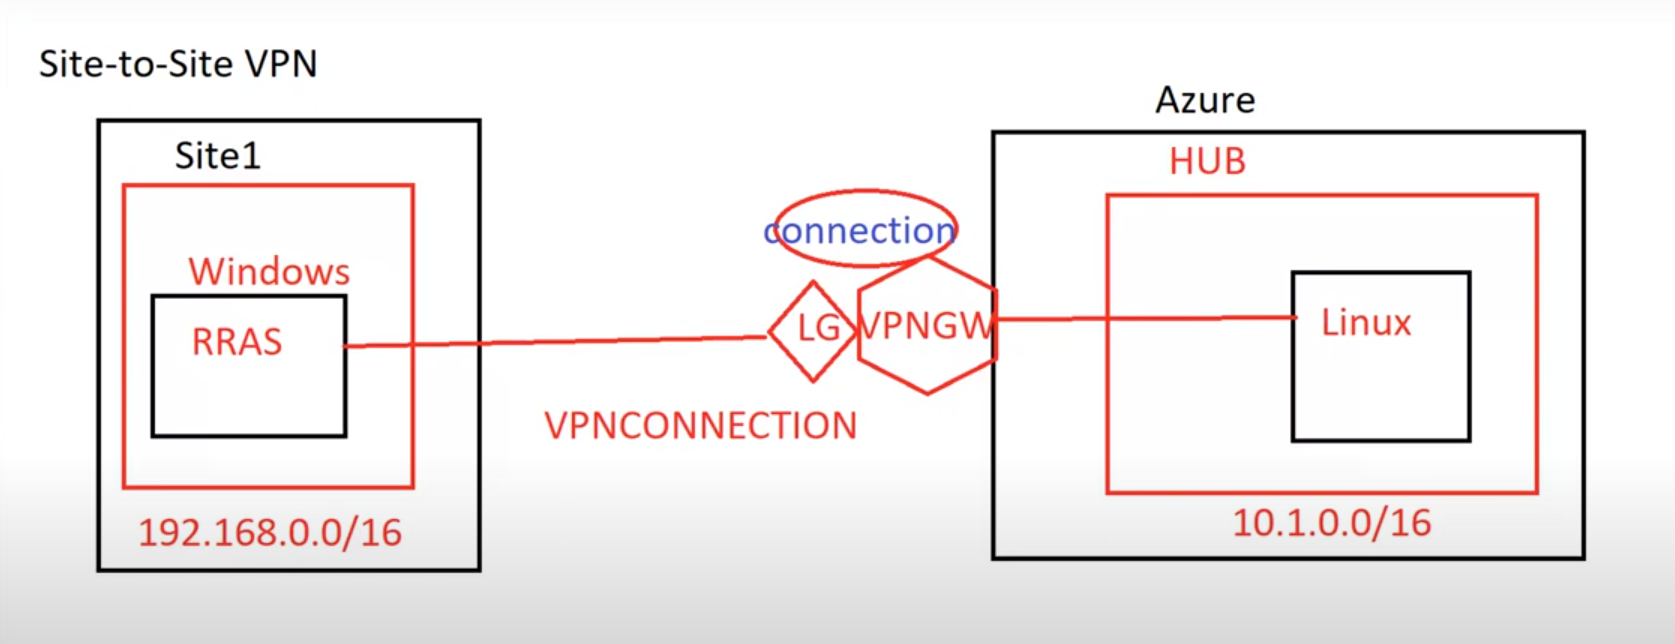 Site-to-Site VPN
Site1
Windows
RRAS
192.168.0.0/16
connection
LG
VPNGW
VPNCONNECTION
Azure
HUB
Linux
10.1.0.0/16